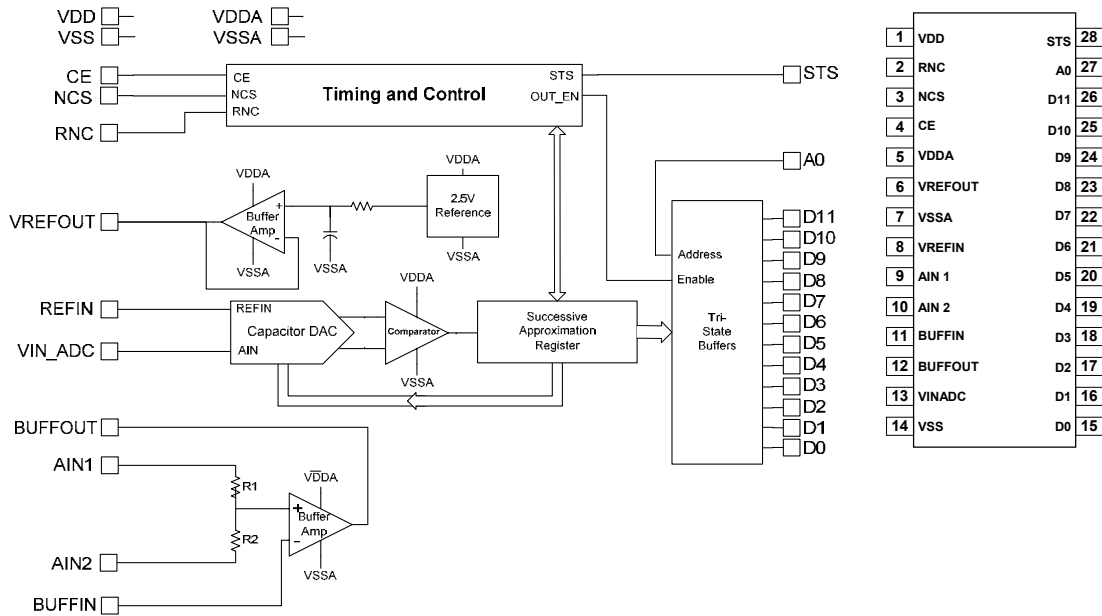 VDD
VSS
VDDA
VSSA
CE
NCS
RNC
CE
NCS
RNC
Timing and Control
STS
OUT_EN
STS
A0
VREFOUT
VDDA
Buffer
Amp
+
-
VSSA
VSSA
VDDA
2.5V
Reference
VSSA
REFIN
VIN_ADC
REFIN
Capacitor DAC
AIN
VDDA
Comparator
VSSA
Successive
Approximation
Register
Address
Enable
Tri-
State
Buffers
D11
D10
D9
D8
D7
D6
D5
D4
D3
D2
D1
D0
BUFFOUT
AIN1
R1
R2
AIN2
BUFFIN
VDDA
+
Buffer
Amp
-
VSSA
1 VDD
2 RNC
3 NCS
4 CE
5 VDDA
6 VREFOUT
7 VSSA
8 VREFIN
9 AIN 1
10 AIN 2
11 BUFFIN
12 BUFFOUT
13 VINADC
14 VSS
STS 28
A0 27
D11 26
D10 25
D9 24
D8 23
D7 22
D6 21
D5 20
D4 19
D3 18
D2 17
D1 16
D0 15